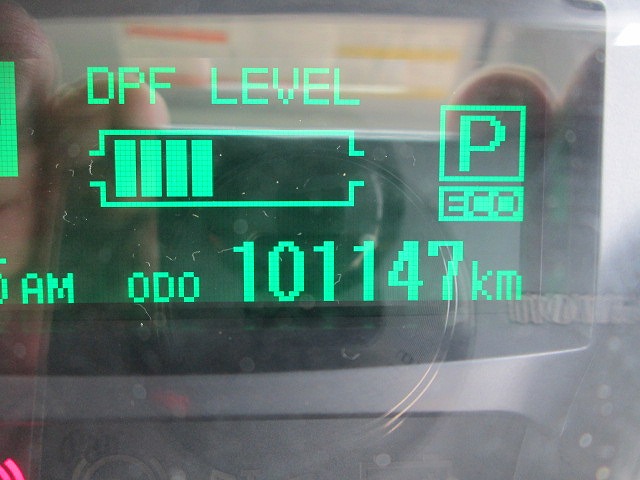 DPF LEVEL
P
ECO
AM ODO 101147km